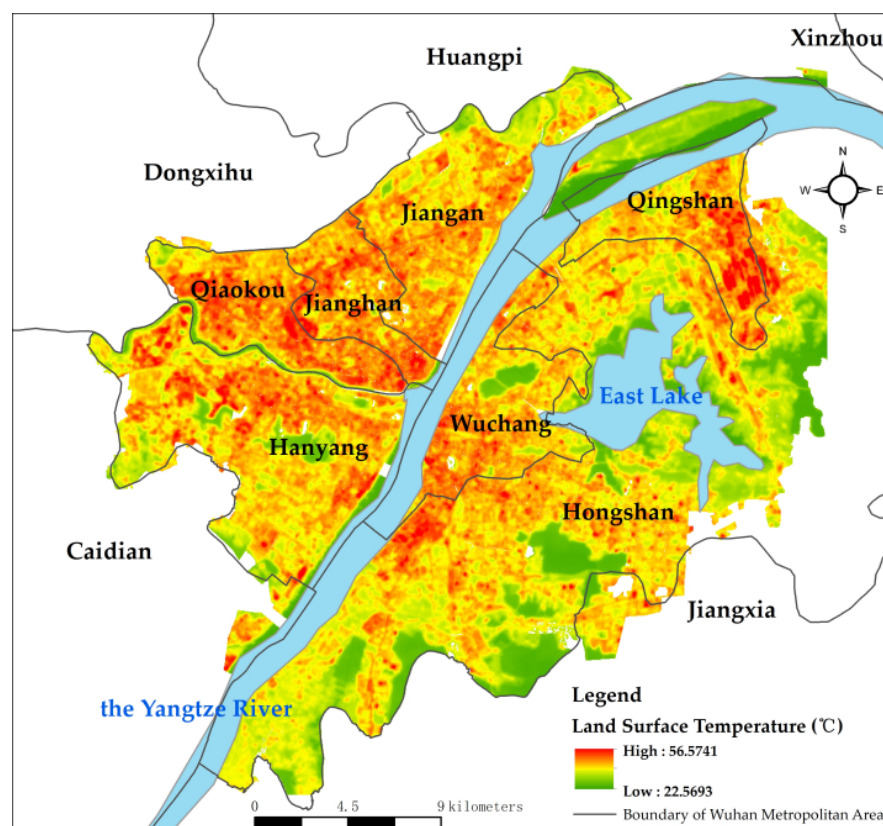 Xinzhou
Huangpi
N
W E
S
Dongxihu
Qingshan
Jiangan
Qiaokou
Jianghan
East Lake
Wuchang
Hanyang
Hongshan
Caidian
Jiangxia
the Yangtze River
Legend
Land Surface Temperature (℃)
High : 56.5741
Low : 22.5693
0 4.5 9 kilometers
Boundary of Wuhan Metropolitan Area